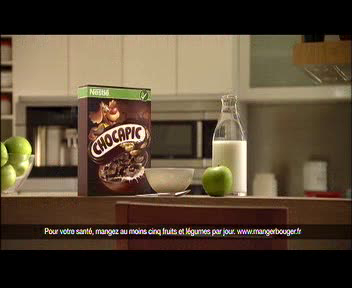 Nestlé
CHOCAPIC
Pour votre santé, mangez au moins cinq fruits et légumes par jour. www.mangerbouger.fr